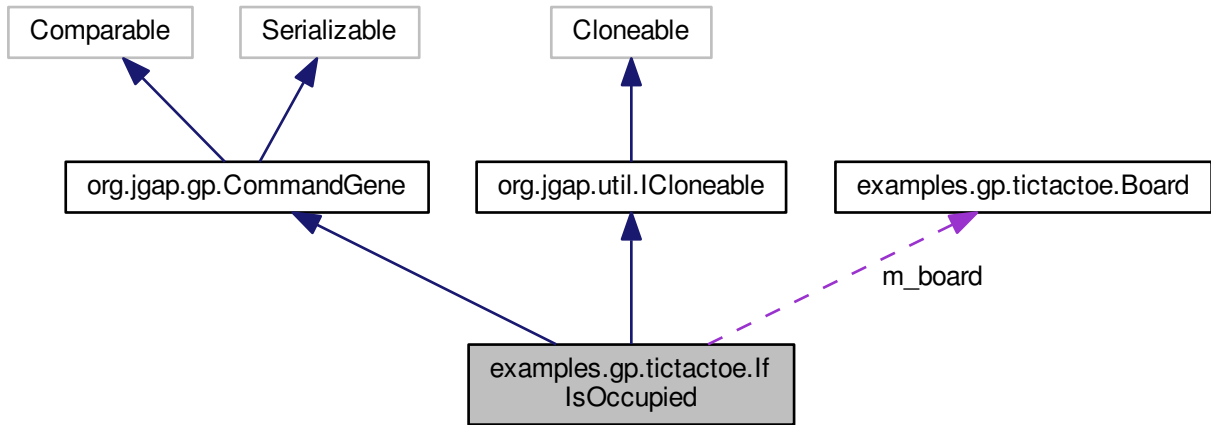 Comparable
Serializable
Cloneable
org.jgap.gp.CommandGene
org.jgap.util.ICloneable
examples.gp.tictactoe.Board
m_board
examples.gp.tictactoe.If
IsOccupied